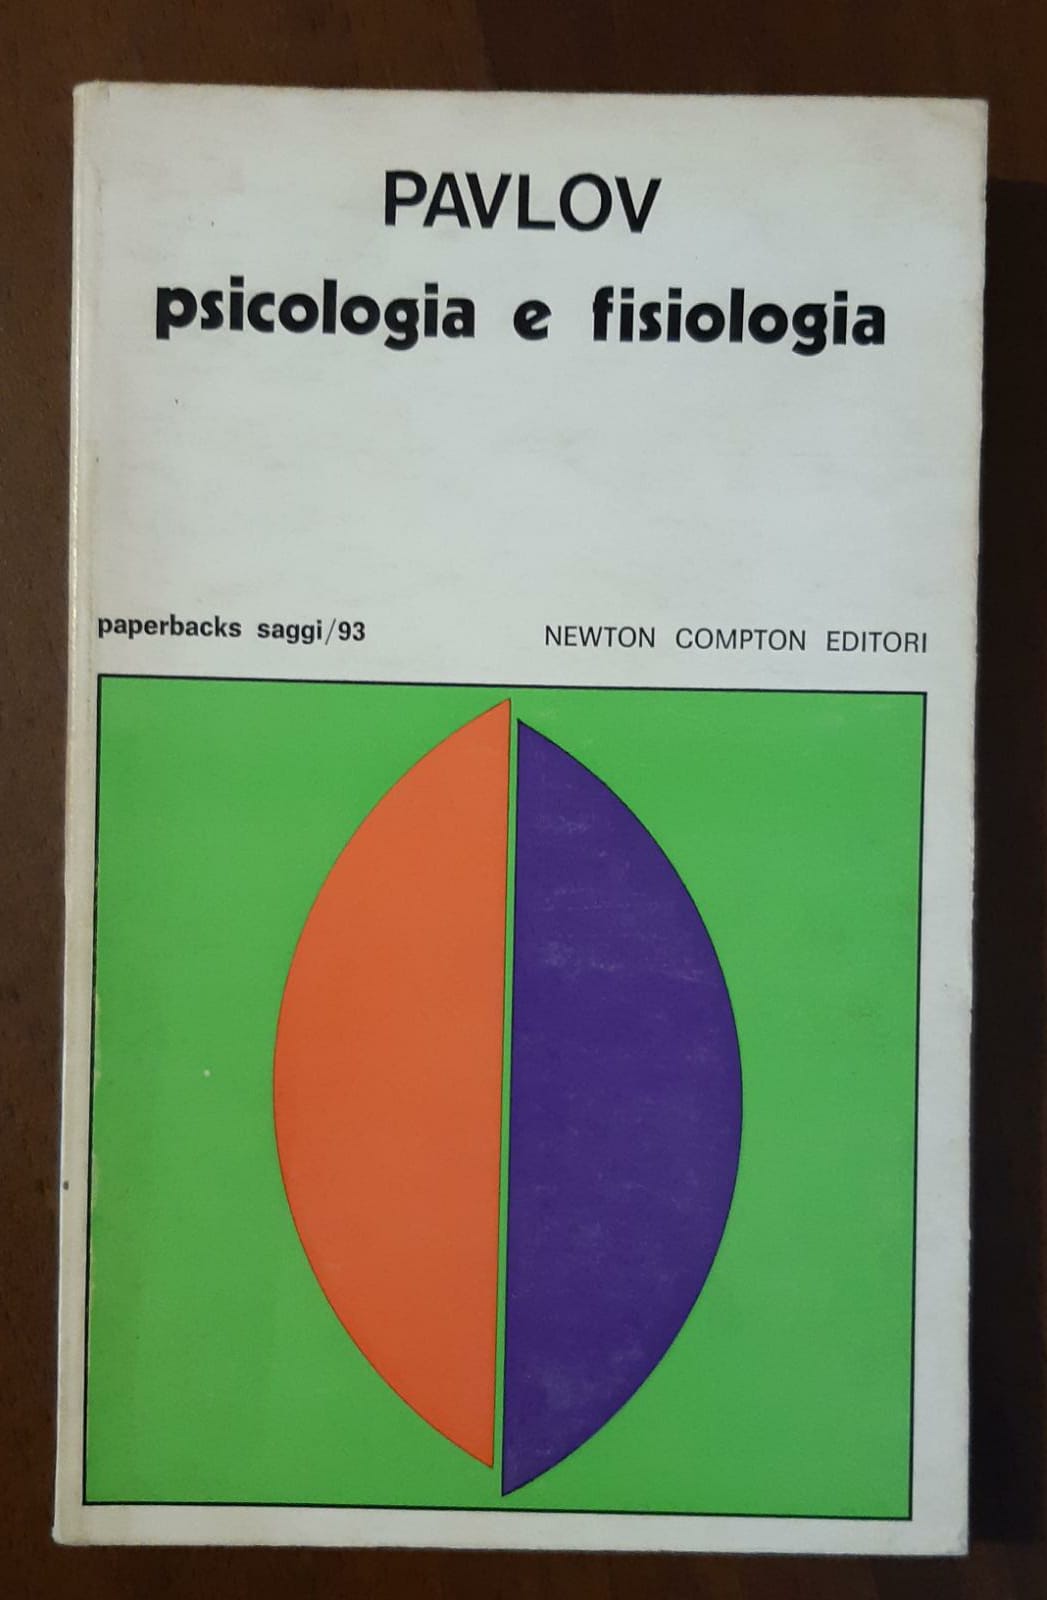 PAVLOV
psicologia e fisiologia
paperbacks saggi/93
NEWTON COMPTON EDITORI